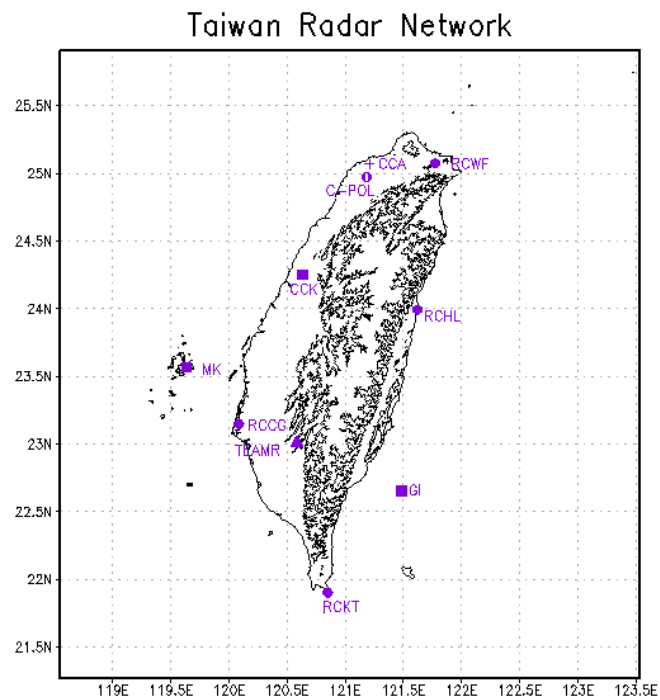 Taiwan Radar Network
25.5N
CCA
RCWF
25N
C-POL
24.5N
CCK
24N
RCHL
MK
23.5N
RCCG
23N
TEAMR
GI
22.5N
22N
RCKT
21.5N
119E 119.5E 120E 120.5E 121E 121.5E 122E 122.5E 123E 123.5E